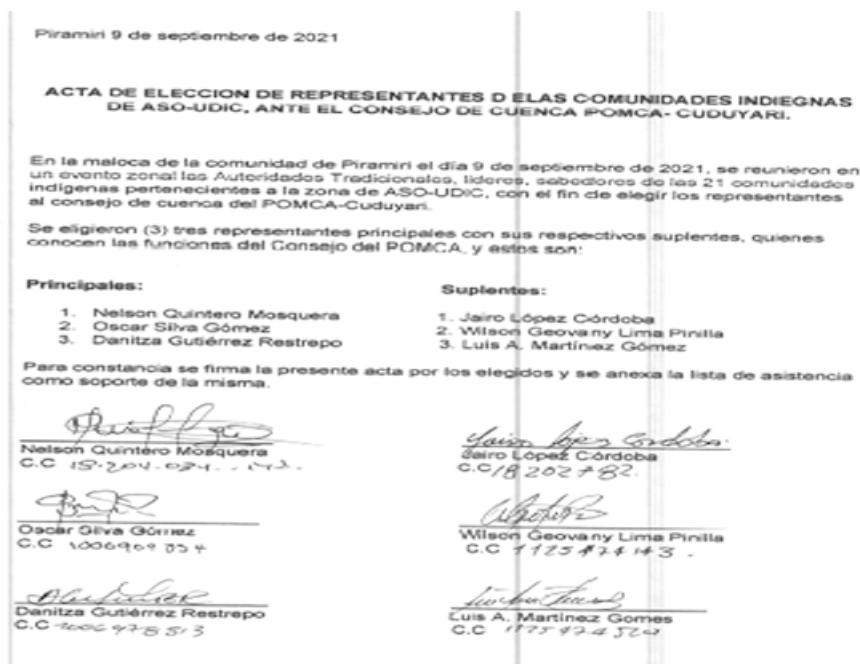 Piramiri 9 de septiembre de 2021
ACTA DE ELECCION DE REPRESENTANTES D ELAS COMUNIDADES INDIEGNAS
DE ASO-UDIC, ANTE EL CONSEJO DE CUENCA POMCA- CUDUYARI.
En la maloca de la comunidad de Piramiri el día 9 de septiembre de 2021, se reunieron en
un evento zonal las Autoridades Tradicionales, lideres, sabedores de las 21 comunidades
indígenas pertenecientes a la zona de ASO-UDIC, con el fin de elegir los representantes
al consejo de cuenca del POMCA-Cuduyari.
Se eligieron (3) tres representantes principales con sus respectivos suplentes, quienes
conocen las funciones del Consejo del POMCA, y estos son:
Principales:
1. Nelson Quintero Mosquera
2. Oscar Silva Gómez
3. Danitza Gutiérrez Restrepo
Suplentes:
1. Jairo López Córdoba
2. Wilson Geovany Lima Pinilla
3. Luis A. Martínez Gómez
Para constancia se firma la presente acta por los elegidos y se anexa la lista de asistencia
como soporte de la misma.
Nelson Quintero Mosquera
C.C
Jairo López Córdoba
Jairo López Córdoba
C.C 18 202 782.
Oscar Silva Gómez
C.C
Wilson Geovany Lima Pinilla
C.C
Danitza Gutiérrez Restrepo
C.C
Luis A. Martínez Gomes
C.C